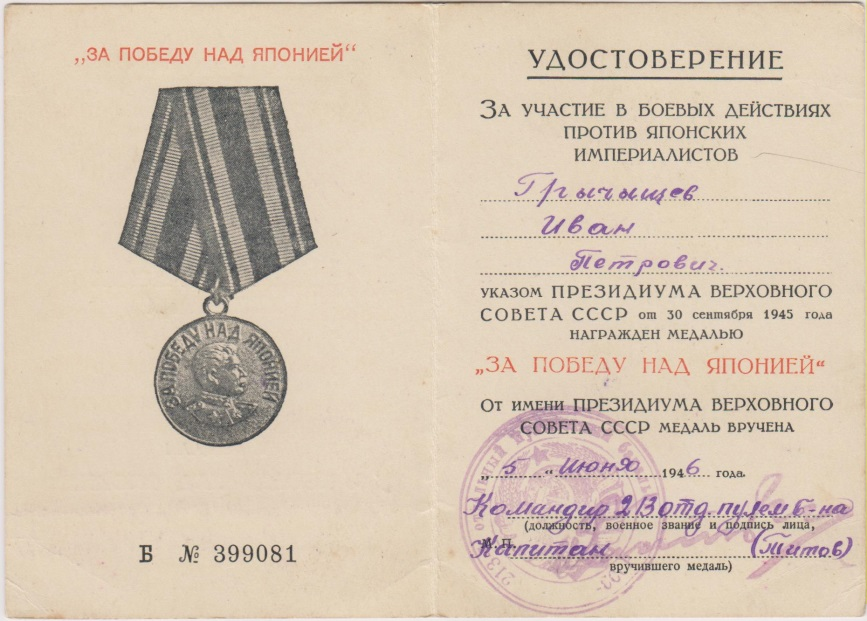 „ЗА ПОБЕДУ НАД ЯПОНИЕЙ“
ЗА ПОБЕДУ НАД ЯПОНИЕЙ
Б № 399081
УДОСТОВЕРЕНИЕ
ЗА УЧАСТИЕ В БОЕВЫХ ДЕЙСТВИЯХ
ПРОТИВ ЯПОНСКИХ
ИМПЕРИАЛИСТОВ
Грычыщев
Иван
Петрович.
УКАЗОМ ПРЕЗИДИУМА ВЕРХОВНОГО
СОВЕТА СССР от 30 сентября 1945 года
НАГРАЖДЕН МЕДАЛЬЮ
„ЗА ПОБЕДУ НАД ЯПОНИЕЙ“
ОТ ИМЕНИ ПРЕЗИДИУМА ВЕРХОВНОГО
СОВЕТА СССР МЕДАЛЬ ВРУЧЕНА
„5“ июня 1946 года.
Командир 213 отд. пулем б-на
(должность, военное звание и подпись лица,
М.П.
Капитан (Титов)
вручившего медаль)
213